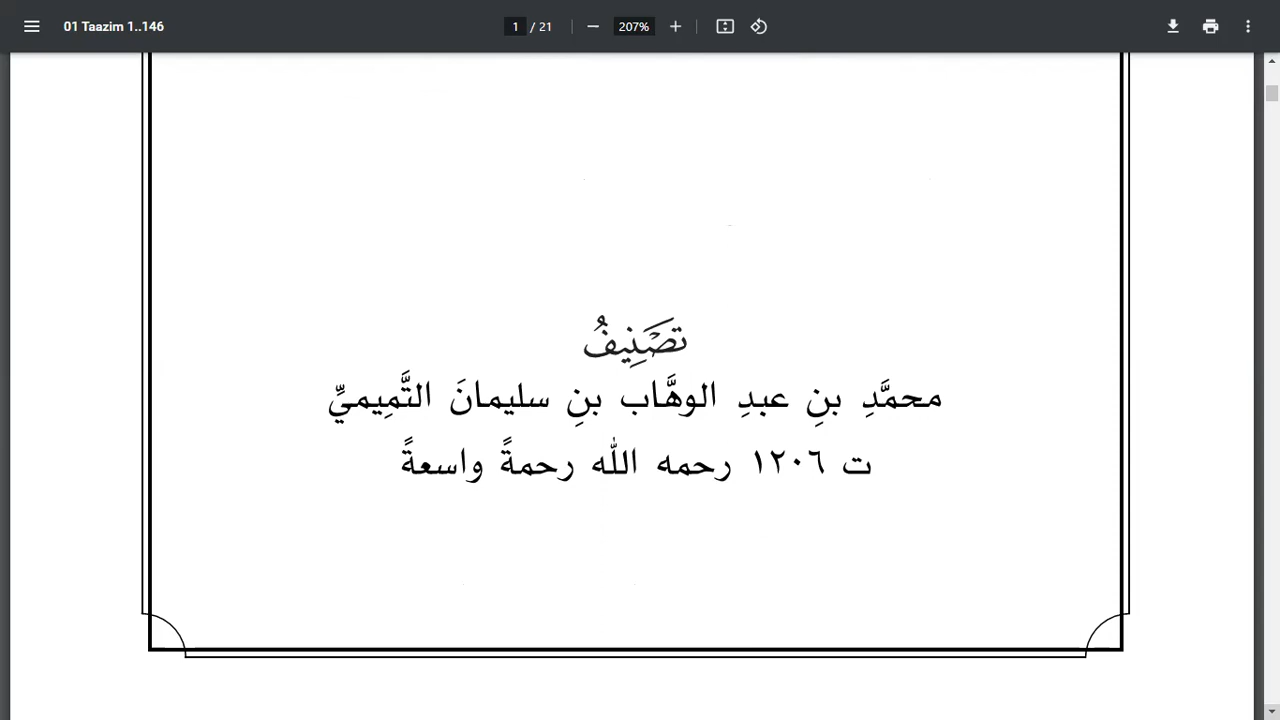 01 Taazim 1..146
1 / 21
207%
تَصْنِيفُ
محمَّدِ بنِ عبدِ الوهَّاب بنِ سليمانَ التَّمِيميِّ
ت ١٢٠٦ رحمه الله رحمةً واسعةً